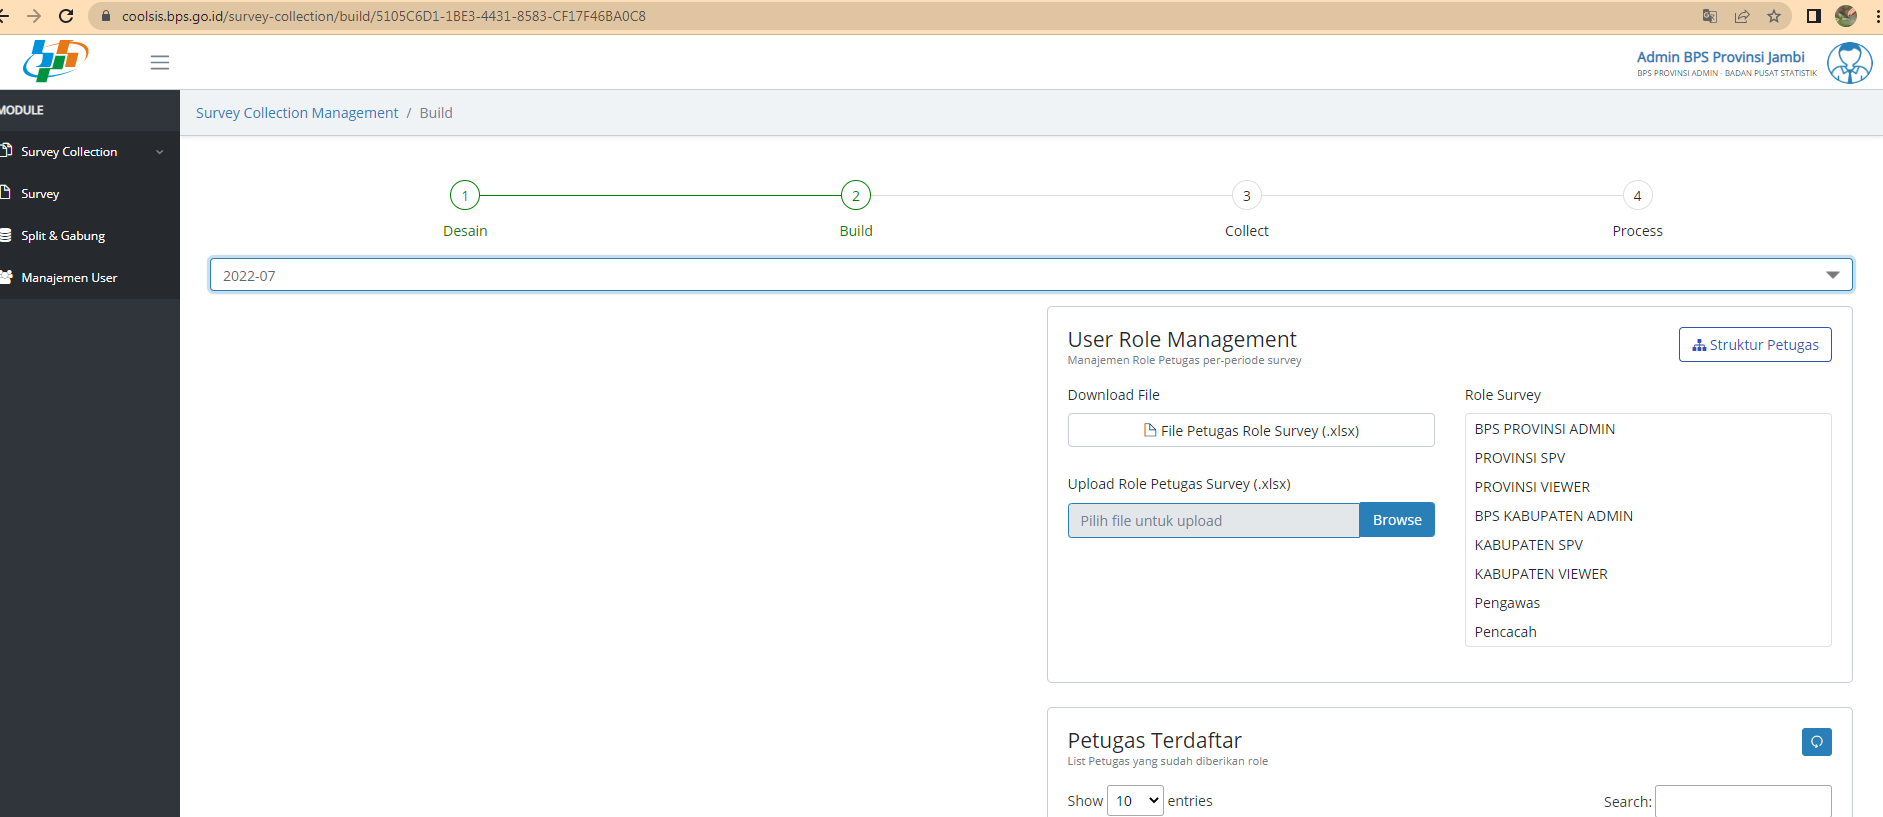 coolsis.bps.go.id/survey-collection/build/5105C6D1-1BE3-4431-8583-CF17F46BA0C8
Admin BPS Provinsi Jambi
BPS PROVINSI ADMIN - BADAN PUSAT STATISTIK
MODULE
Survey Collection
Survey
Split & Gabung
Manajemen User
Survey Collection Management / Build
1
2
3
4
Desain
Build
Collect
Process
2022-07
User Role Management
Manajemen Role Petugas per-periode survey
Struktur Petugas
Download File
File Petugas Role Survey (.xlsx)
Upload Role Petugas Survey (.xlsx)
Pilih file untuk upload
Browse
Role Survey
BPS PROVINSI ADMIN
PROVINSI SPV
PROVINSI VIEWER
BPS KABUPATEN ADMIN
KABUPATEN SPV
KABUPATEN VIEWER
Pengawas
Pencacah
Petugas Terdaftar
List Petugas yang sudah diberikan role
Show 10 entries
Search: